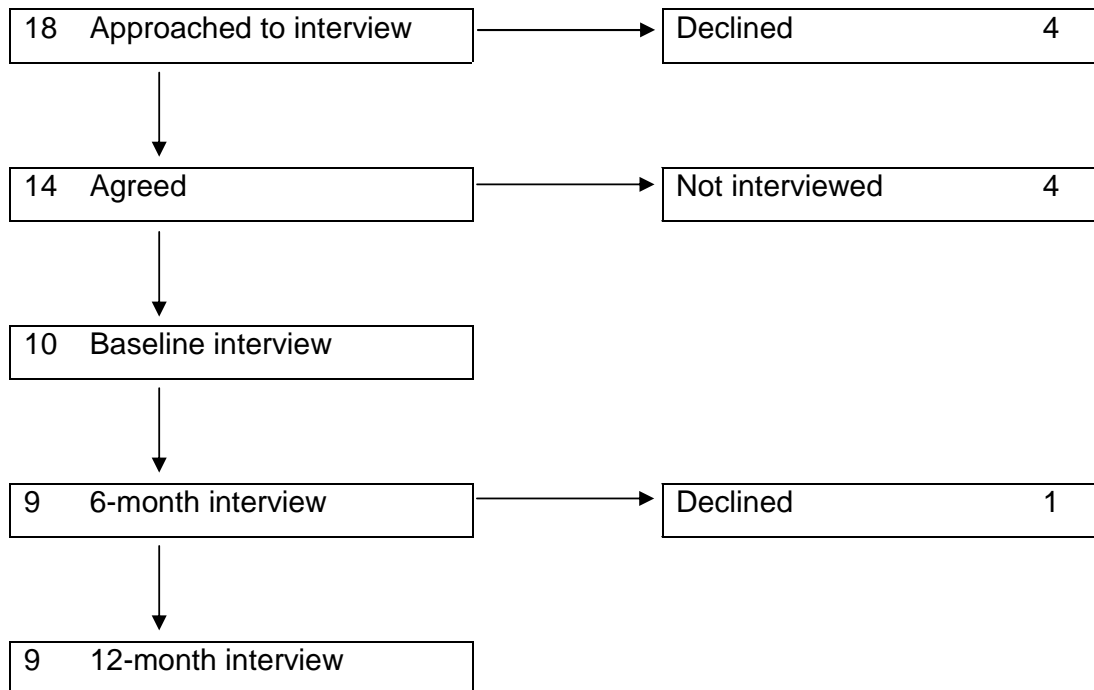 18 Approached to interview
Declined 4
14 Agreed
Not interviewed 4
10 Baseline interview
9 6-month interview
Declined 1
9 12-month interview